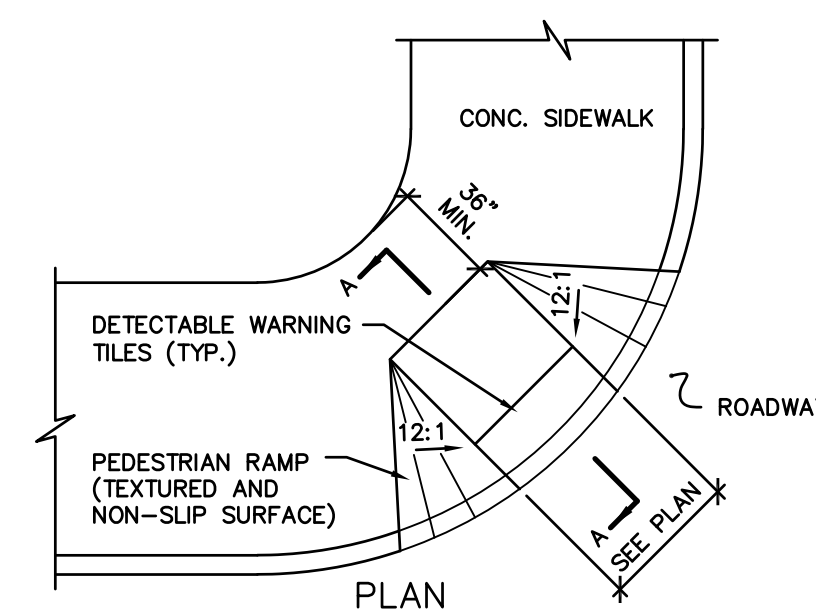 CONC. SIDEWALK
36"
MIN.
A
12:1
DETECTABLE WARNING
TILES (TYP.)
ROADWA
12:1
PEDESTRIAN RAMP
(TEXTURED AND
NON-SLIP SURFACE)
A
SEE PLAN
PLAN